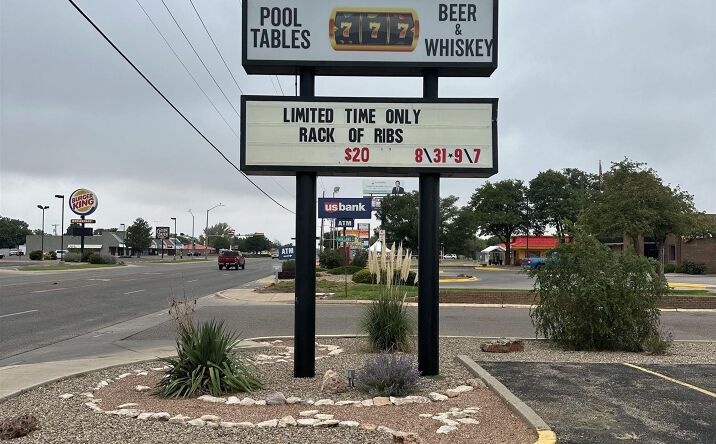 POOL
TABLES
777
BEER
&
WHISKEY
LIMITED TIME ONLY
RACK OF RIBS
$20 8\31★9\7
BURGER
KING
usbank
ATM
ATM